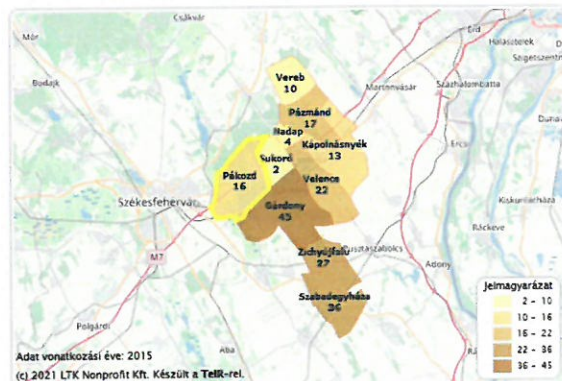 Csákvár
Mór
Bodajk
Érd
Halásztelek
Szigetszentm
Martonvásár
Százhalombatta
Vereb
10
Pázmánd
17
Nadap
4
Kápolnásnyék
13
Sukoró
2
Pákozd
16
Velence
22
Gárdony
45
Székesfehérvár
M7
Ercsi
Duna
Kiskunlacháza
Ráckeve
Adony
Pusztaszabolcs
Zichyújfalu
27
Szabadegyháza
36
Polgárdi
Aba
Jelmagyarázat
2 - 10
10 - 16
16 - 22
22 - 36
36 - 45
Adat vonatkozási éve: 2015
(c) 2021 LTK Nonprofit Kft. Készült a TeIR-rel.